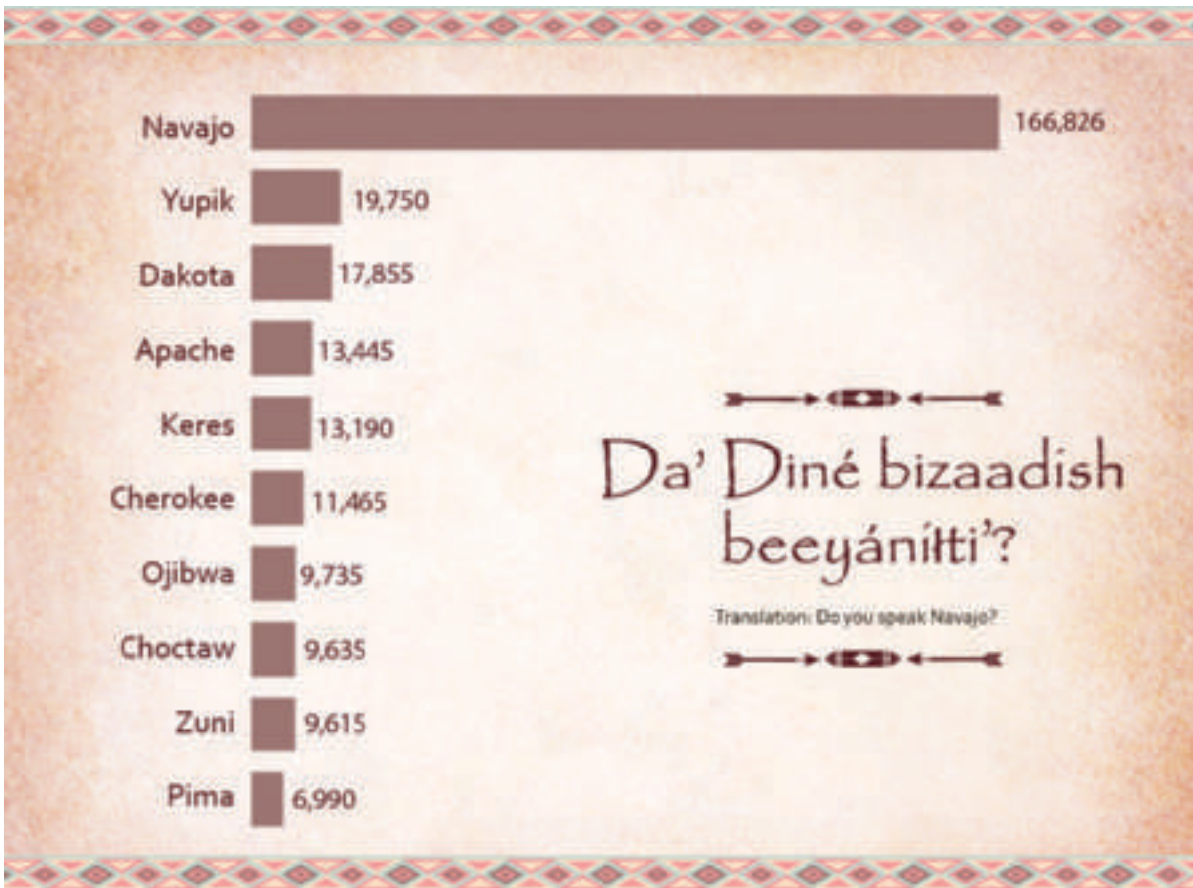 Navajo 166,826
Yupik 19,750
Dakota 17,855
Apache 13,445
Keres 13,190
Cherokee 11,465
Ojibwa 9,735
Choctaw 9,635
Zuni 9,615
Pima 6,990
Da’ Diné bizaadish
beeyáníłti’?
Translation: Do you speak Navajo?